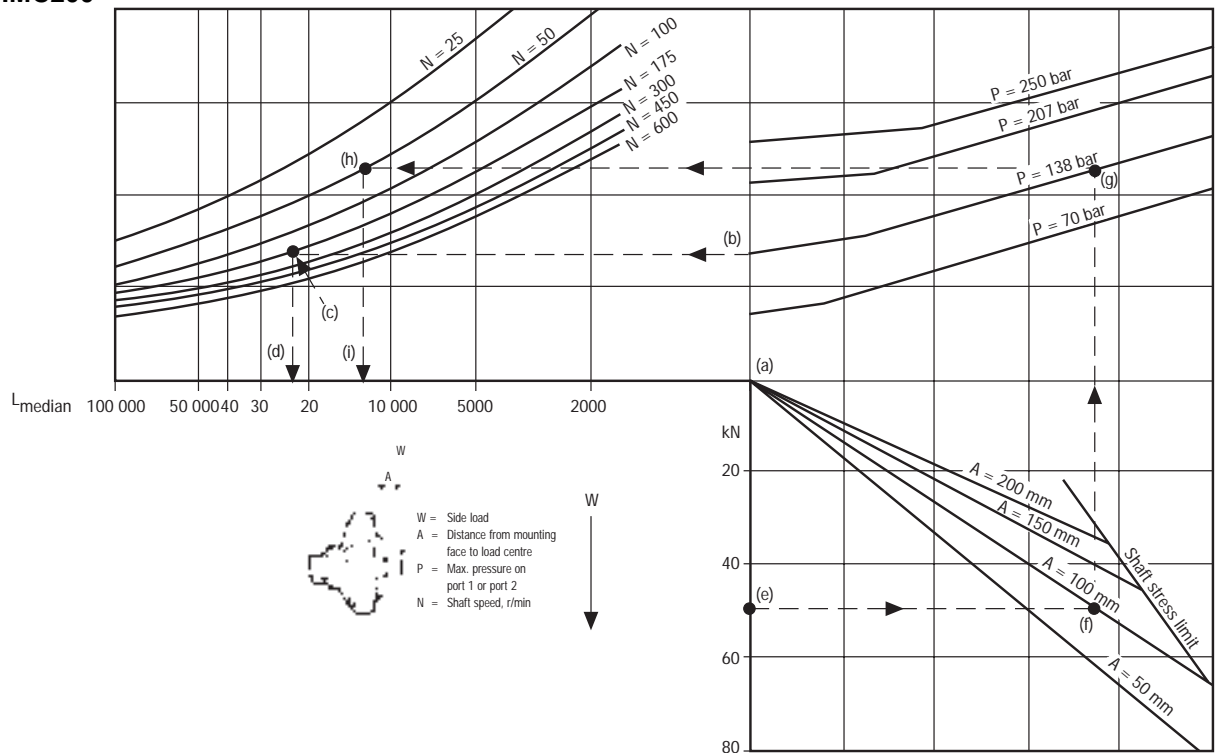 N = 25
N = 50
N = 100
N = 175
N = 300
N = 450
N = 600
P = 250 bar
P = 207 bar
P = 138 bar
P = 70 bar
(h)
(g)
(b)
(c)
(d)
(i)
(a)
Lmedian 100 000 50 000 40 30 20 10 000 5000 2000
kN
20
40
60
80
A = 200 mm
A = 150 mm
A = 100 mm
A = 50 mm
Shaft stress limit
(e)
(f)
W
A
W = Side load
A = Distance from mounting
face to load centre
P = Max. pressure on
port 1 or port 2
N = Shaft speed, r/min
W